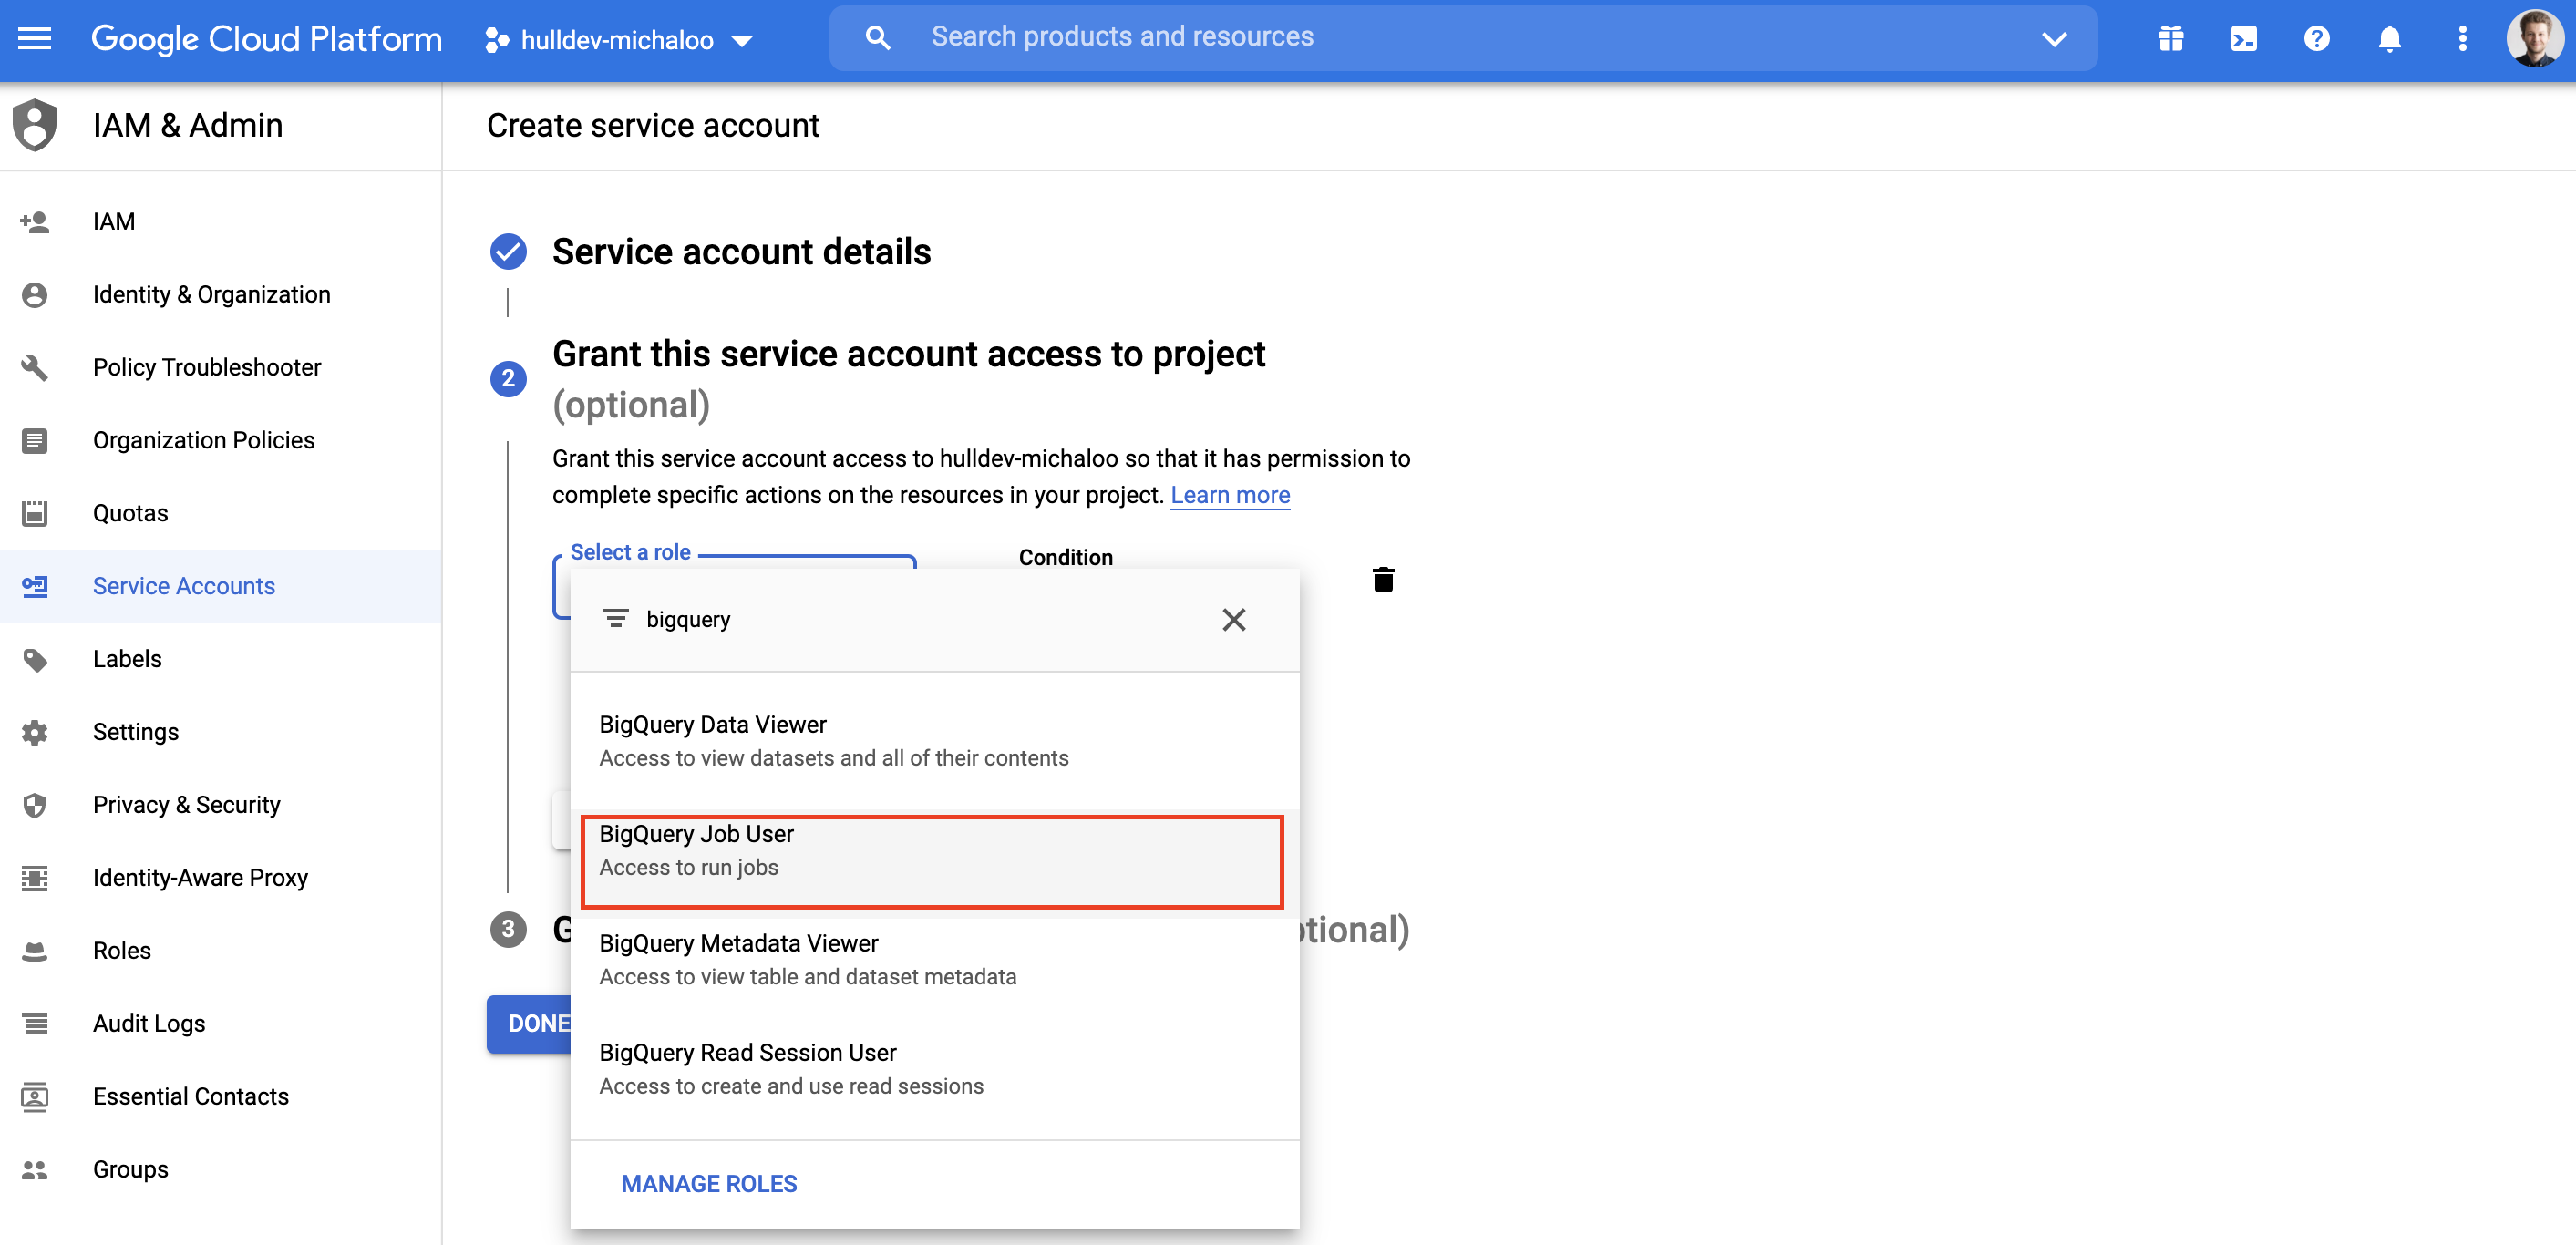 Google Cloud Platform
hulldev-michaloo
Search products and resources
IAM & Admin
Create service account
IAM
Identity & Organization
Policy Troubleshooter
Organization Policies
Quotas
Service Accounts
Labels
Settings
Privacy & Security
Identity-Aware Proxy
Roles
Audit Logs
Essential Contacts
Groups
Service account details
2
Grant this service account access to project
(optional)
Grant this service account access to hulldev-michaloo so that it has permission to
complete specific actions on the resources in your project. Learn more
Select a role
Condition
bigquery
BigQuery Data Viewer
Access to view datasets and all of their contents
BigQuery Job User
Access to run jobs
BigQuery Metadata Viewer
Access to view table and dataset metadata
BigQuery Read Session User
Access to create and use read sessions
MANAGE ROLES
3
DONE